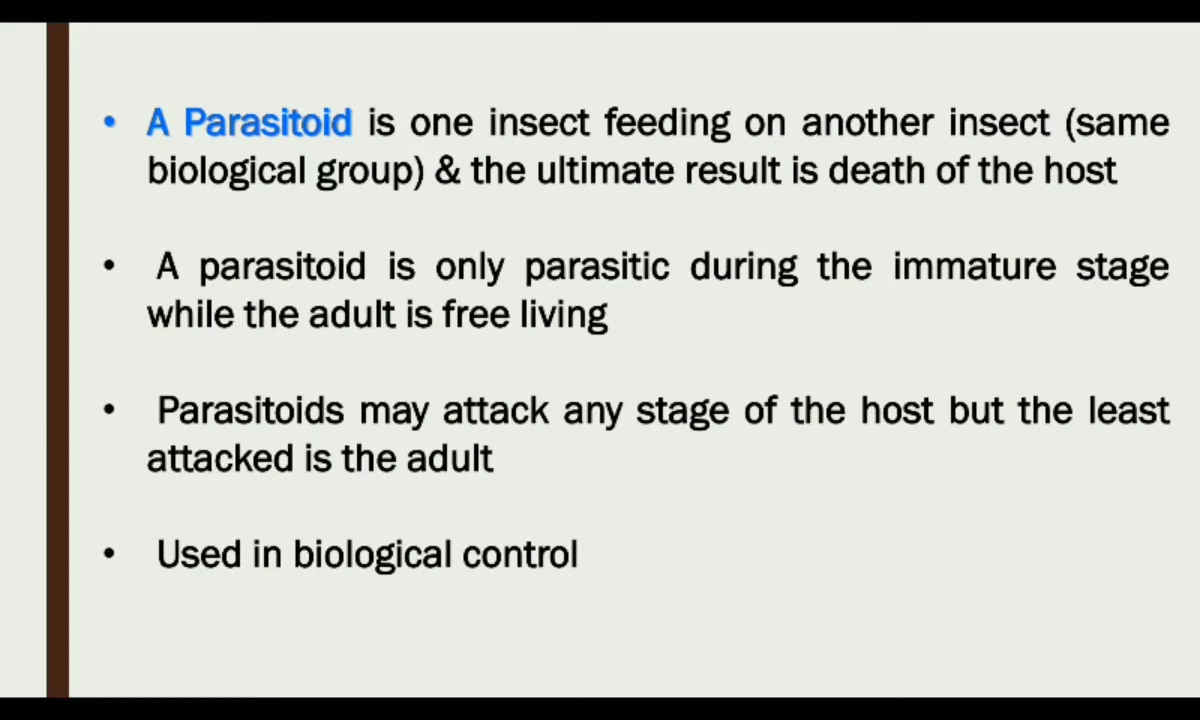 • A Parasitoid is one insect feeding on another insect (same
biological group) & the ultimate result is death of the host
• A parasitoid is only parasitic during the immature stage
while the adult is free living
• Parasitoids may attack any stage of the host but the least
attacked is the adult
• Used in biological control